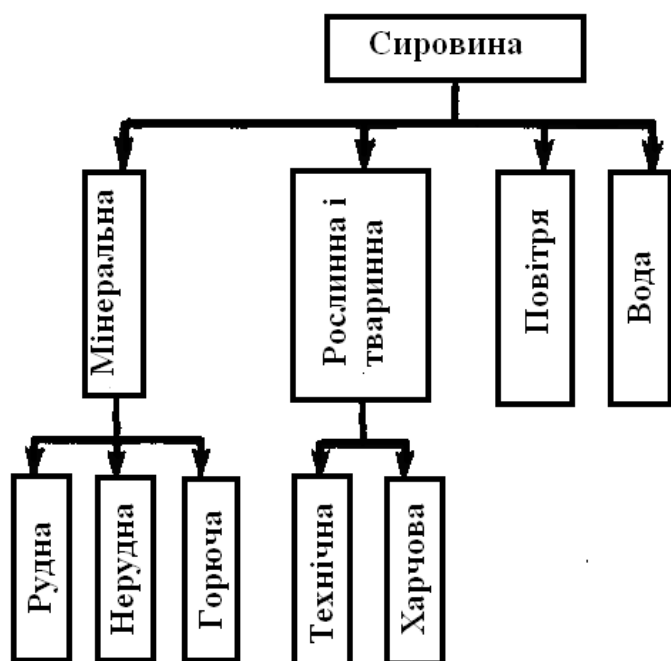 Сировина
Мінеральна
Рослинна і
тваринна
Повітря
Вода
Рудна
Нерудна
Горюча
Технічна
Харчова